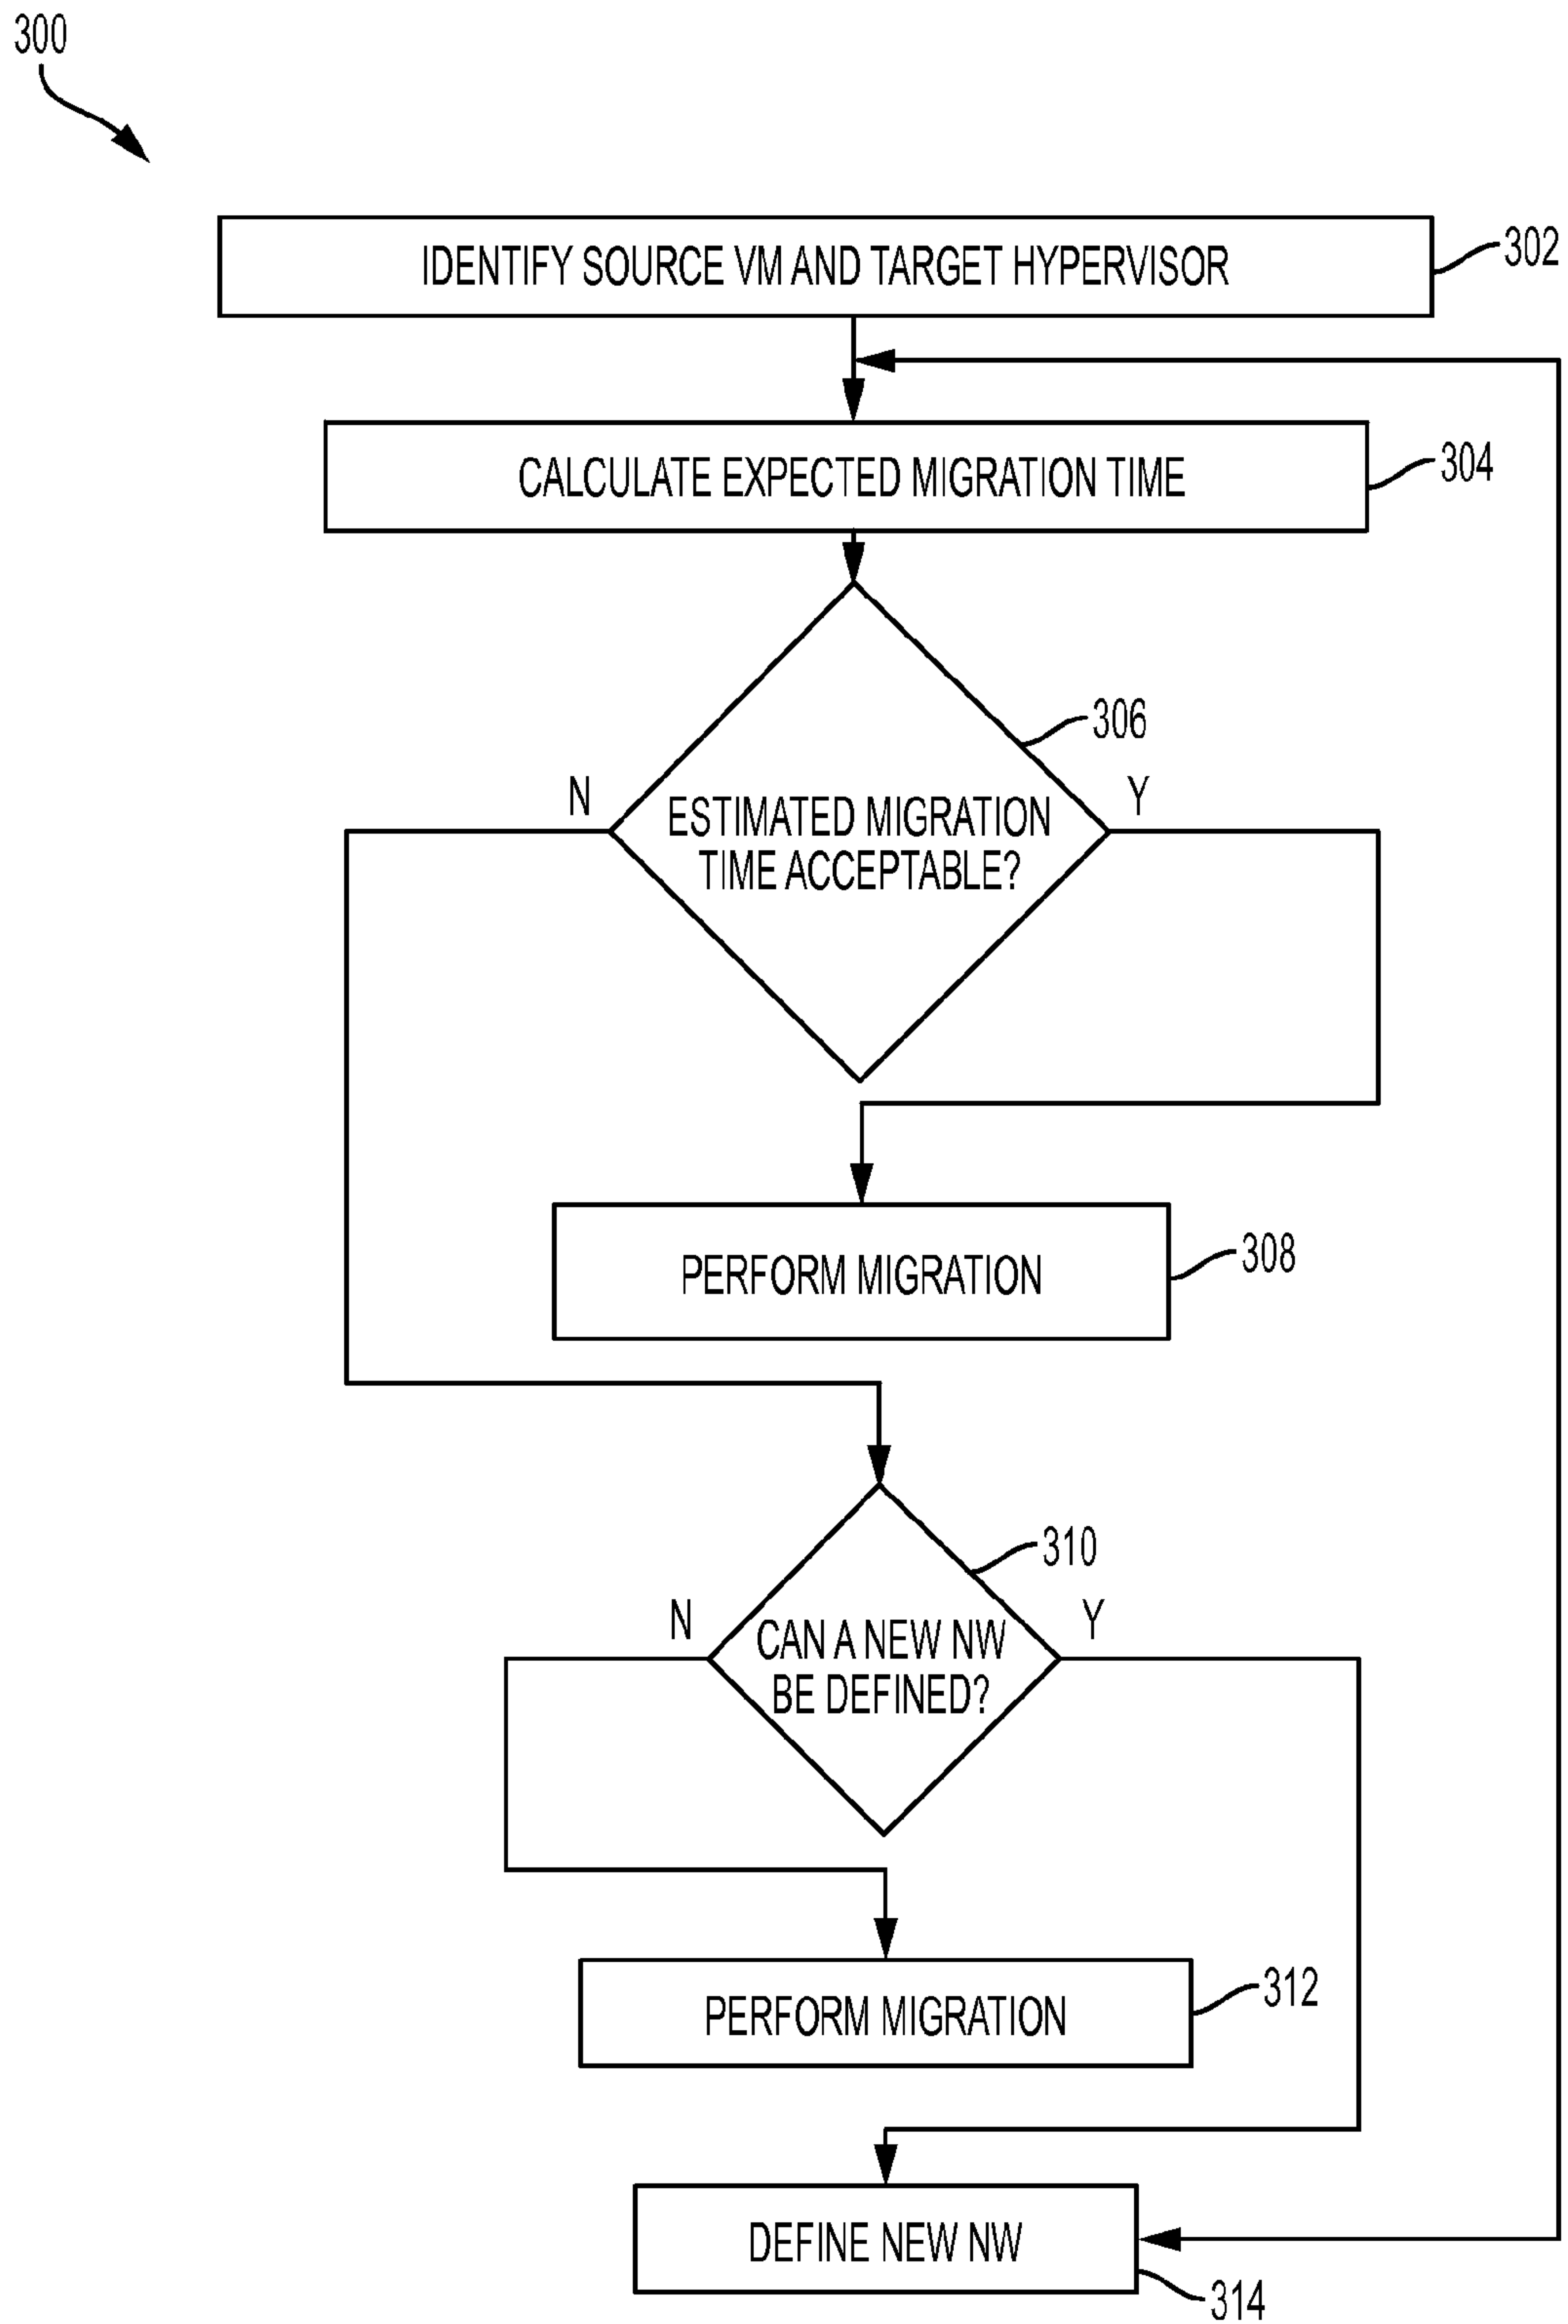 300
IDENTIFY SOURCE VM AND TARGET HYPERVISOR
302
CALCULATE EXPECTED MIGRATION TIME
304
306
N
Y
ESTIMATED MIGRATION
TIME ACCEPTABLE?
PERFORM MIGRATION
308
310
N
Y
CAN A NEW NW
BE DEFINED?
PERFORM MIGRATION
312
DEFINE NEW NW
314